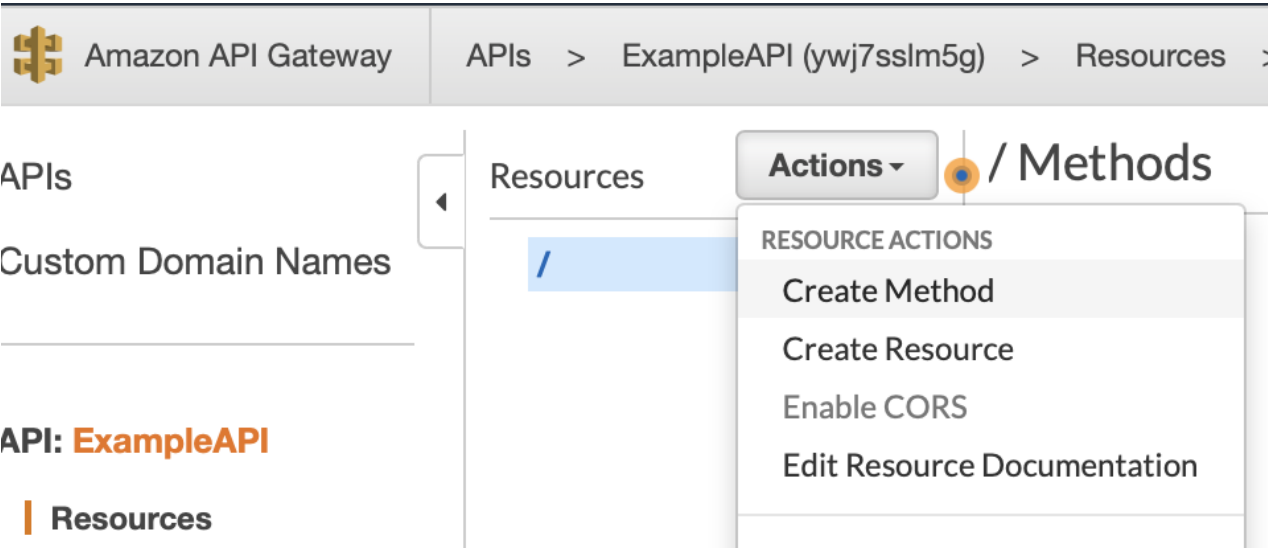 Amazon API Gateway
APIs > ExampleAPI (ywj7sslm5g) > Resources >
APIs
Custom Domain Names
API: ExampleAPI
Resources
Resources
Actions
/ Methods
/
RESOURCE ACTIONS
Create Method
Create Resource
Enable CORS
Edit Resource Documentation